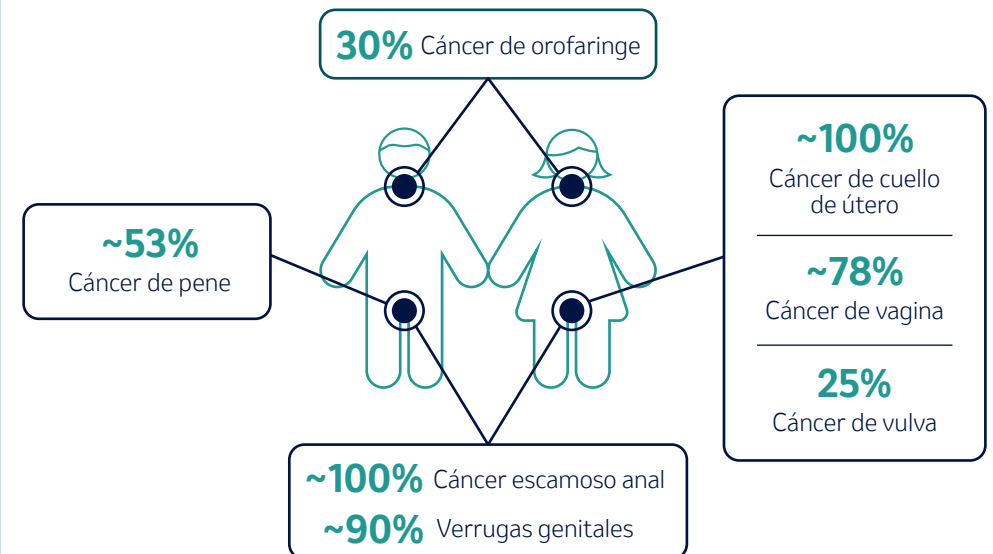 30% Cáncer de orofaringe
~53%
Cáncer de pene
~100%
Cáncer de cuello
de útero
~78%
Cáncer de vagina
25%
Cáncer de vulva
~100% Cáncer escamoso anal
~90% Verrugas genitales